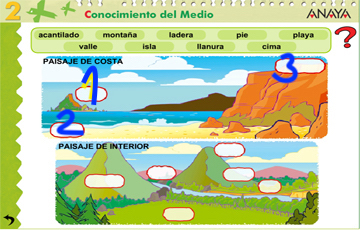 2 Conocimiento del Medio ANAYA
acantilado montaña ladera pie playa
valle isla llanura cima
?
PAISAJE DE COSTA
1
3
2
PAISAJE DE INTERIOR